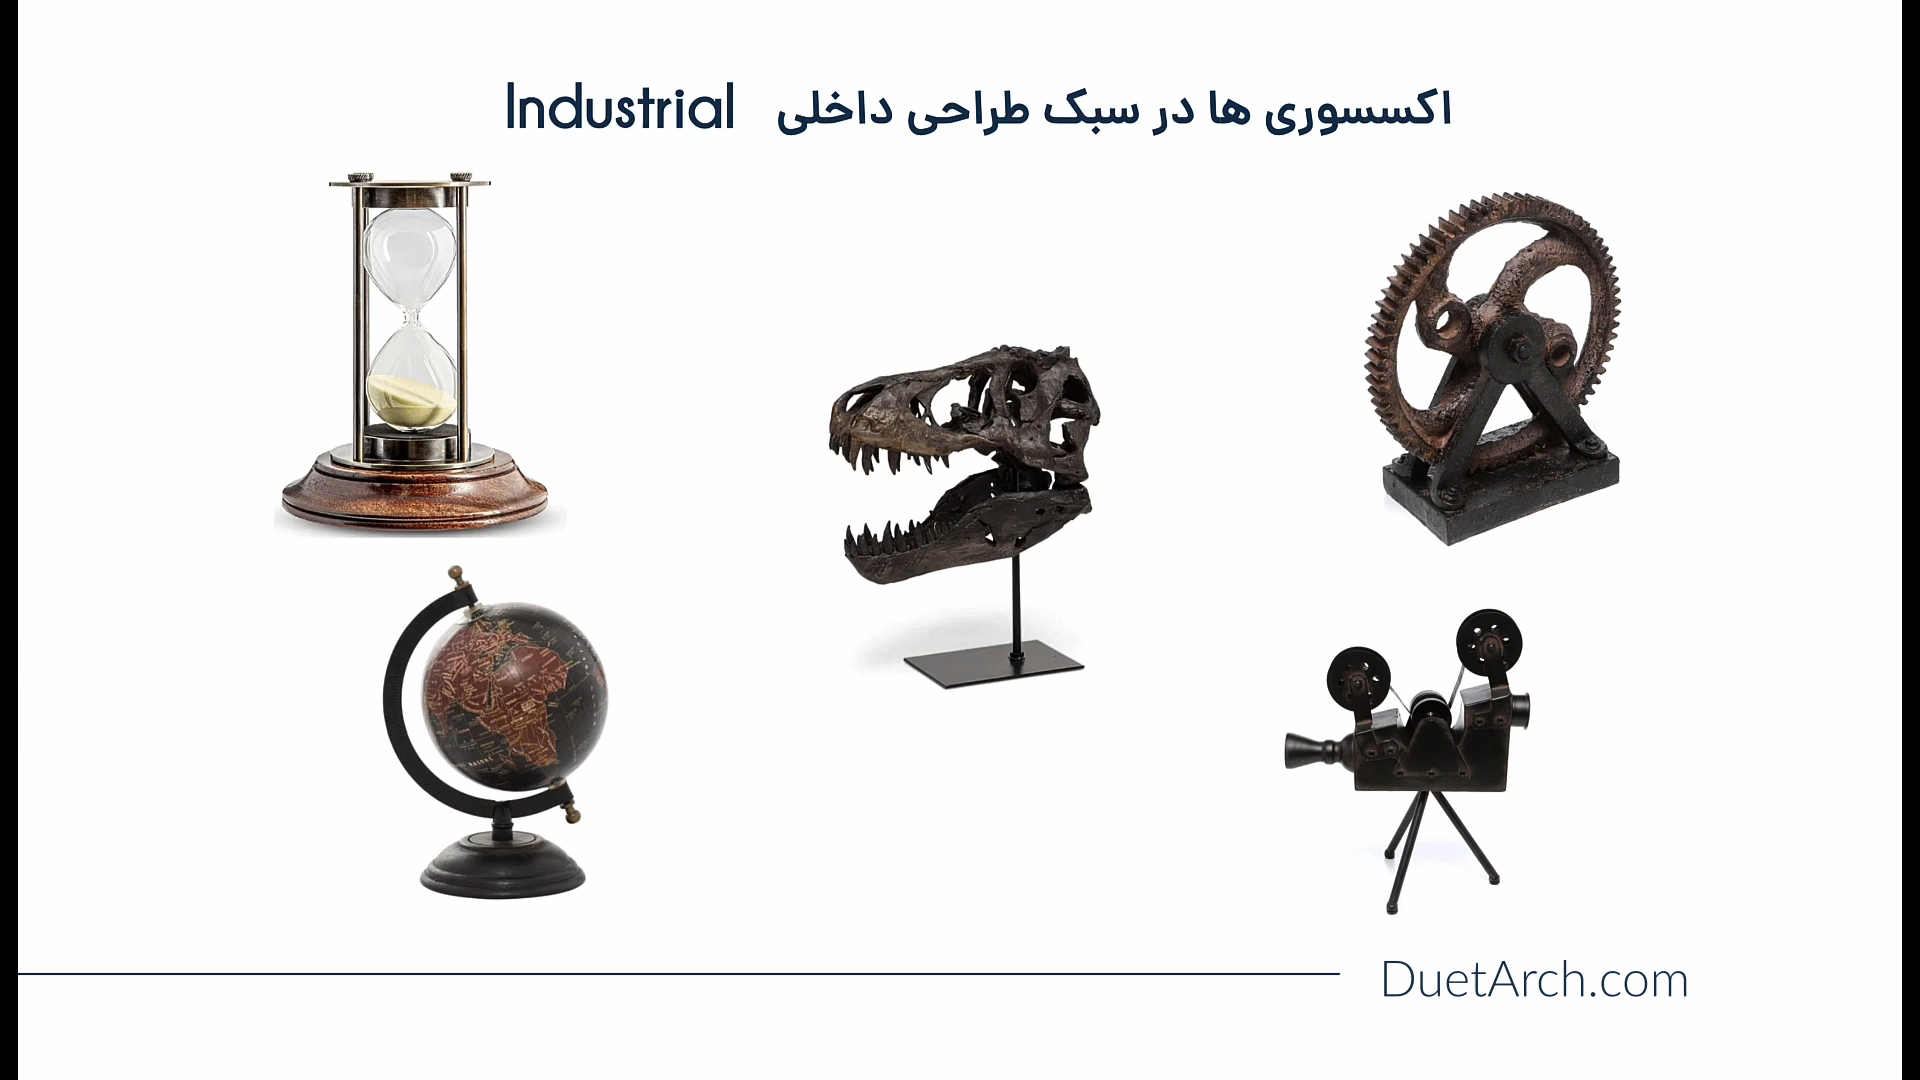 اکسسوری ها در سبک طراحی داخلی Industrial
DuetArch.com